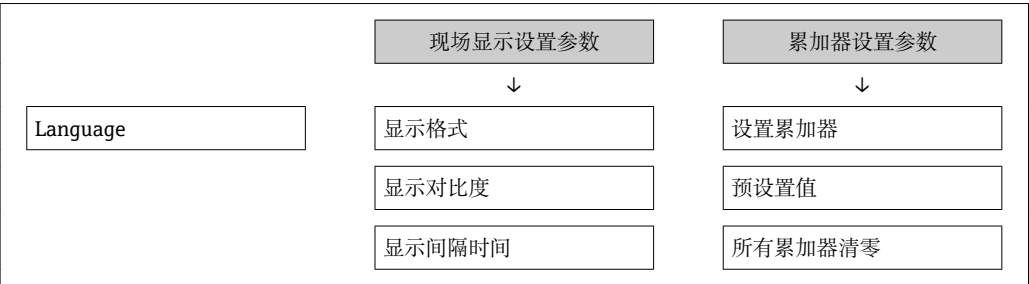 现场显示设置参数
累加器设置参数
↓
↓
Language
显示格式
设置累加器
显示对比度
预设置值
显示间隔时间
所有累加器清零